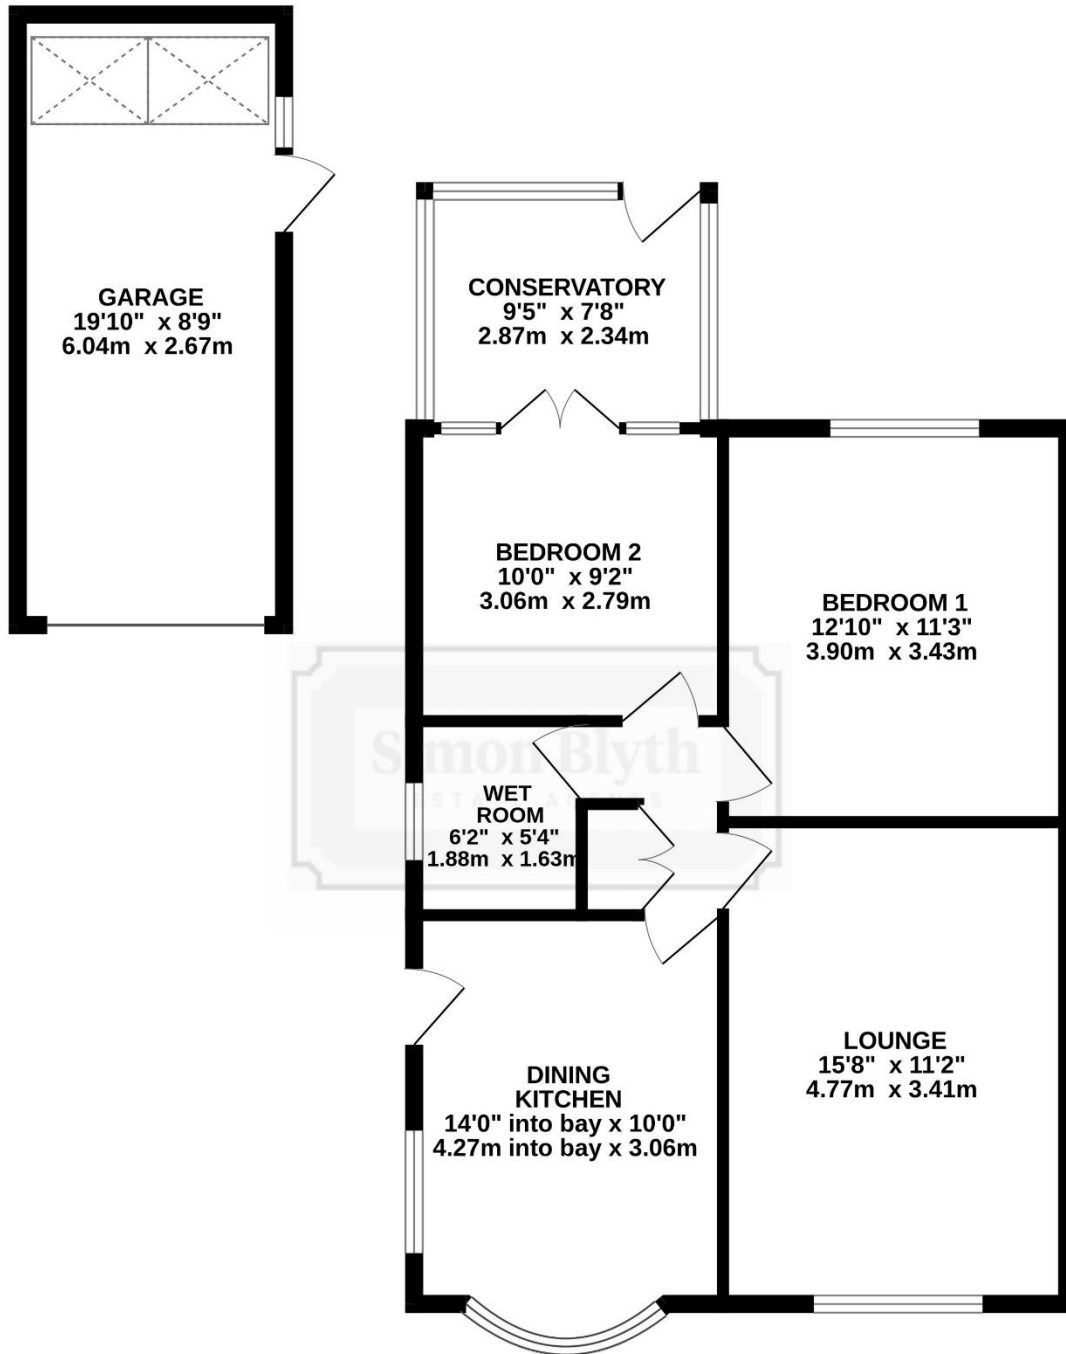 GARAGE
19'10" x 8'9"
6.04m x 2.67m
CONSERVATORY
9'5" x 7'8"
2.87m x 2.34m
BEDROOM 2
10'0" x 9'2"
3.06m x 2.79m
BEDROOM 1
12'10" x 11'3"
3.90m x 3.43m
Simon Blyth
ESTATE AGENTS
WET
ROOM
6'2" x 5'4"
1.88m x 1.63m
LOUNGE
15'8" x 11'2"
4.77m x 3.41m
DINING
KITCHEN
14'0" into bay x 10'0"
4.27m into bay x 3.06m